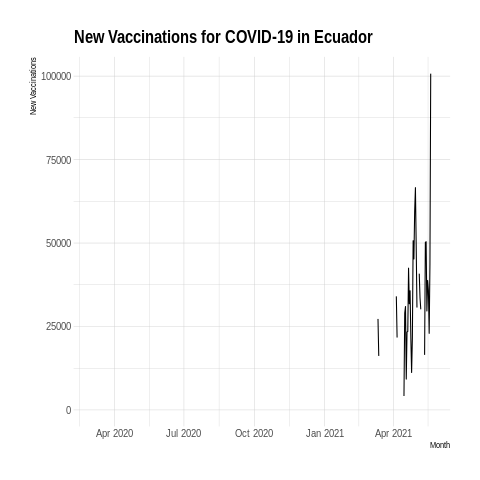 New Vaccinations for COVID-19 in Ecuador
New Vaccinations
100000
75000
50000
25000
0
Apr 2020 Jul 2020 Oct 2020 Jan 2021 Apr 2021
Month